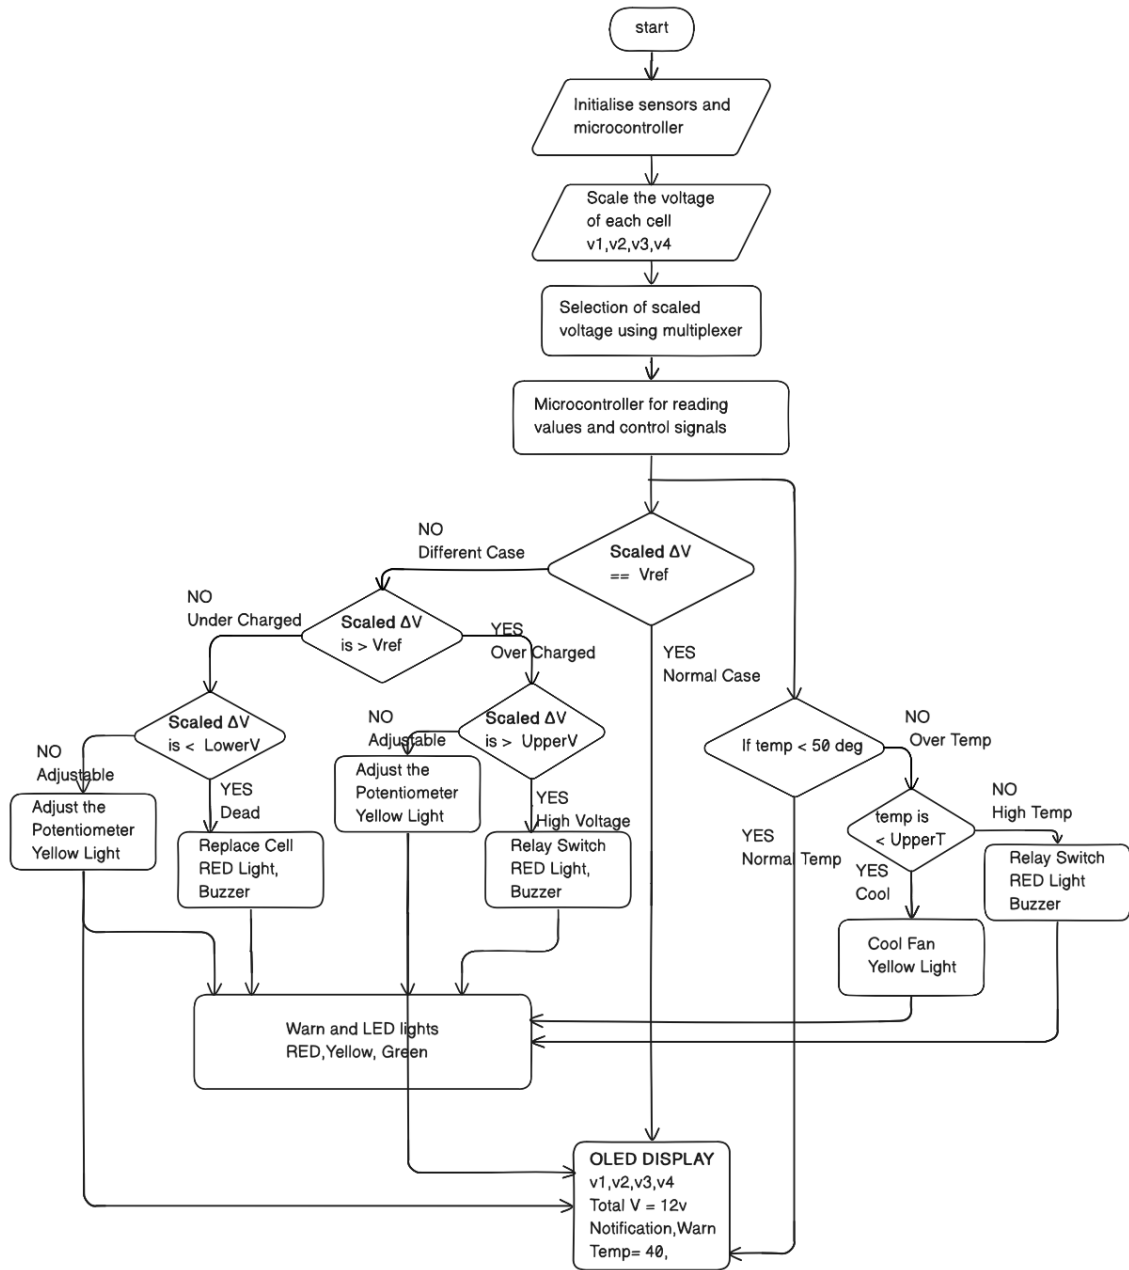 start
Initialise sensors and
microcontroller
Scale the voltage
of each cell
v1,v2,v3,v4
Selection of scaled
voltage using multiplexer
Microcontroller for reading
values and control signals
NO
Different Case
Scaled ΔV
== Vref
NO
Under Charged
Scaled ΔV
is > Vref
YES
Over Charged
YES
Normal Case
Scaled ΔV
is < LowerV
NO
Adjustable
Scaled ΔV
is > UpperV
NO
Adjustable
If temp < 50 deg
NO
Over Temp
Adjust the
Potentiometer
Yellow Light
YES
Dead
Adjust the
Potentiometer
Yellow Light
YES
High Voltage
YES
Normal Temp
temp is
< UpperT
NO
High Temp
Replace Cell
RED Light,
Buzzer
Relay Switch
RED Light,
Buzzer
YES
Cool
Relay Switch
RED Light
Buzzer
Cool Fan
Yellow Light
Warn and LED lights
RED,Yellow, Green
OLED DISPLAY
v1,v2,v3,v4
Total V = 12v
Notification,Warn
Temp= 40,